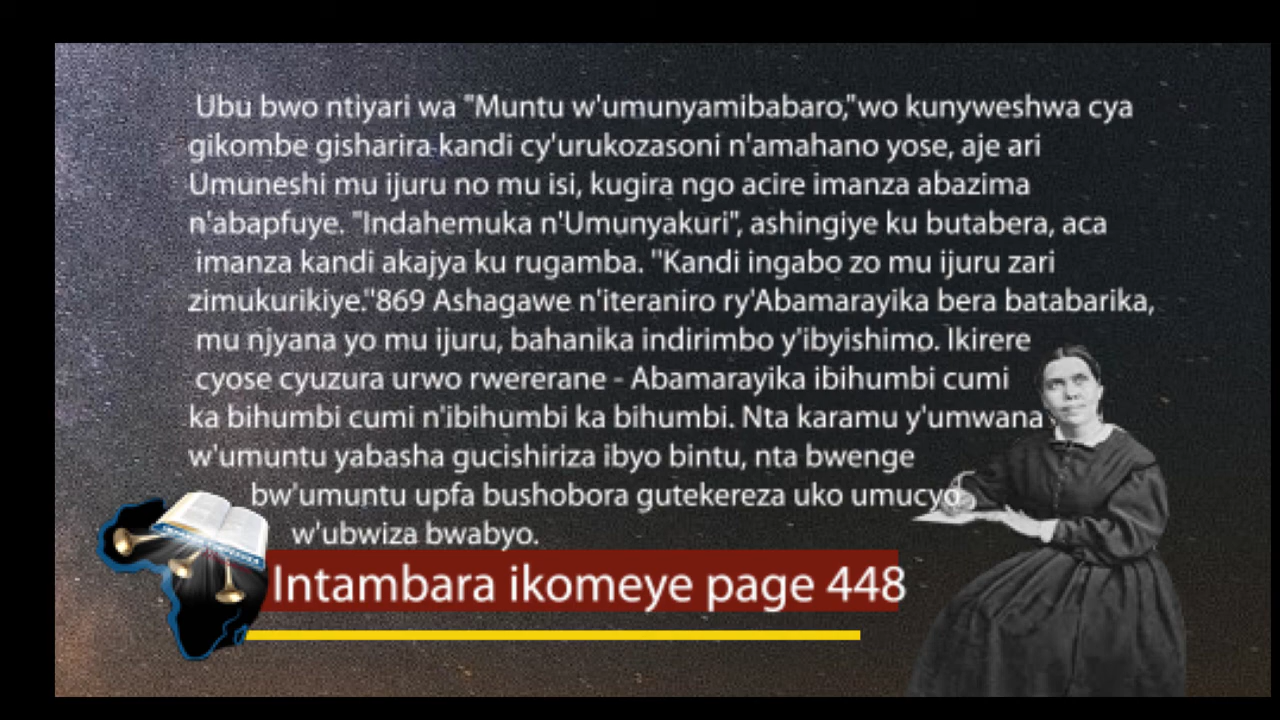 Ubu bwo ntiyari wa "Muntu w'umunyamibabaro,"wo kunyweshwa cya
gikombe gisharira kandi cy'urukozasoni n'amahano yose, aje ari
Umuneshi mu ijuru no mu isi, kugira ngo acire imanza abazima
n'abapfuye. "Indahemuka n'Umunyakuri", ashingiye ku butabera, aca
imanza kandi akajya ku rugamba. "Kandi ingabo zo mu ijuru zari
zimukurikiye."869 Ashagawe n'iteraniro ry'Abamarayika bera batabarika,
mu njyana yo mu ijuru, bahanika indirimbo y'ibyishimo. Ikirere
cyose cyuzura urwo rwererane - Abamarayika ibihumbi cumi
ka bihumbi cumi n'ibihumbi ka bihumbi. Nta karamu y'umwana
w'umuntu yabasha gucishiriza ibyo bintu, nta bwenge
bw'umuntu upfa bushobora gutekereza uko umucyo
w'ubwiza bwabyo.
Intambara ikomeye page 448